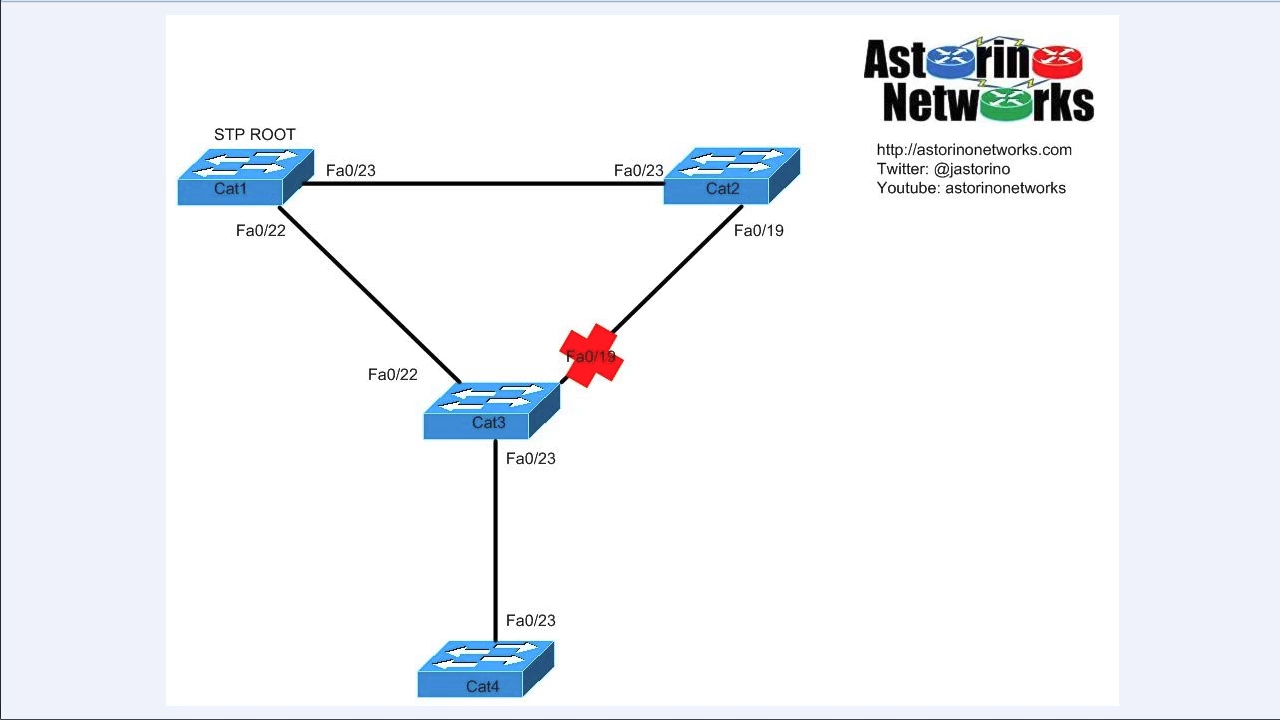 Astorino
Networks
http://astorinonetworks.com
Twitter: @jastorino
Youtube: astorinonetworks
STP ROOT
Cat1
Fa0/23
Fa0/23
Cat2
Fa0/22
Fa0/19
Fa0/19
Fa0/22
Cat3
Fa0/23
Fa0/23
Cat4